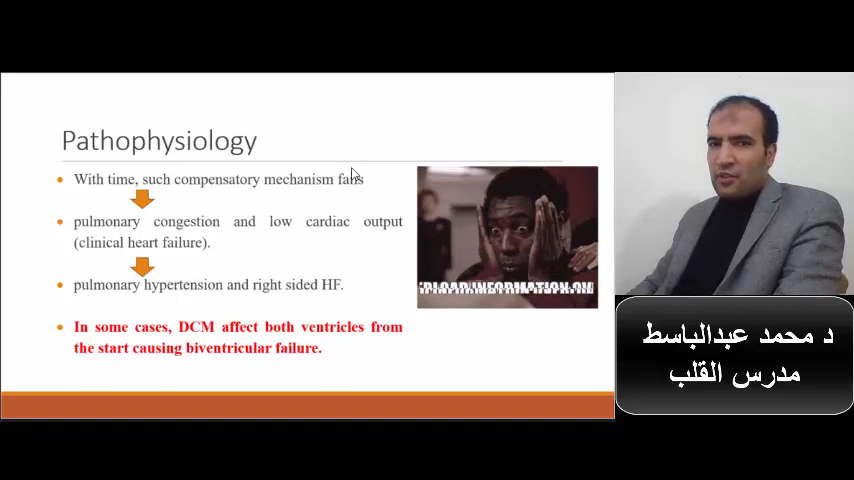 Pathophysiology
With time, such compensatory mechanism fails
pulmonary congestion and low cardiac output
(clinical heart failure).
pulmonary hypertension and right sided HF.
In some cases, DCM affect both ventricles from
the start causing biventricular failure.
د محمد عبدالباسط
مدرس القلب